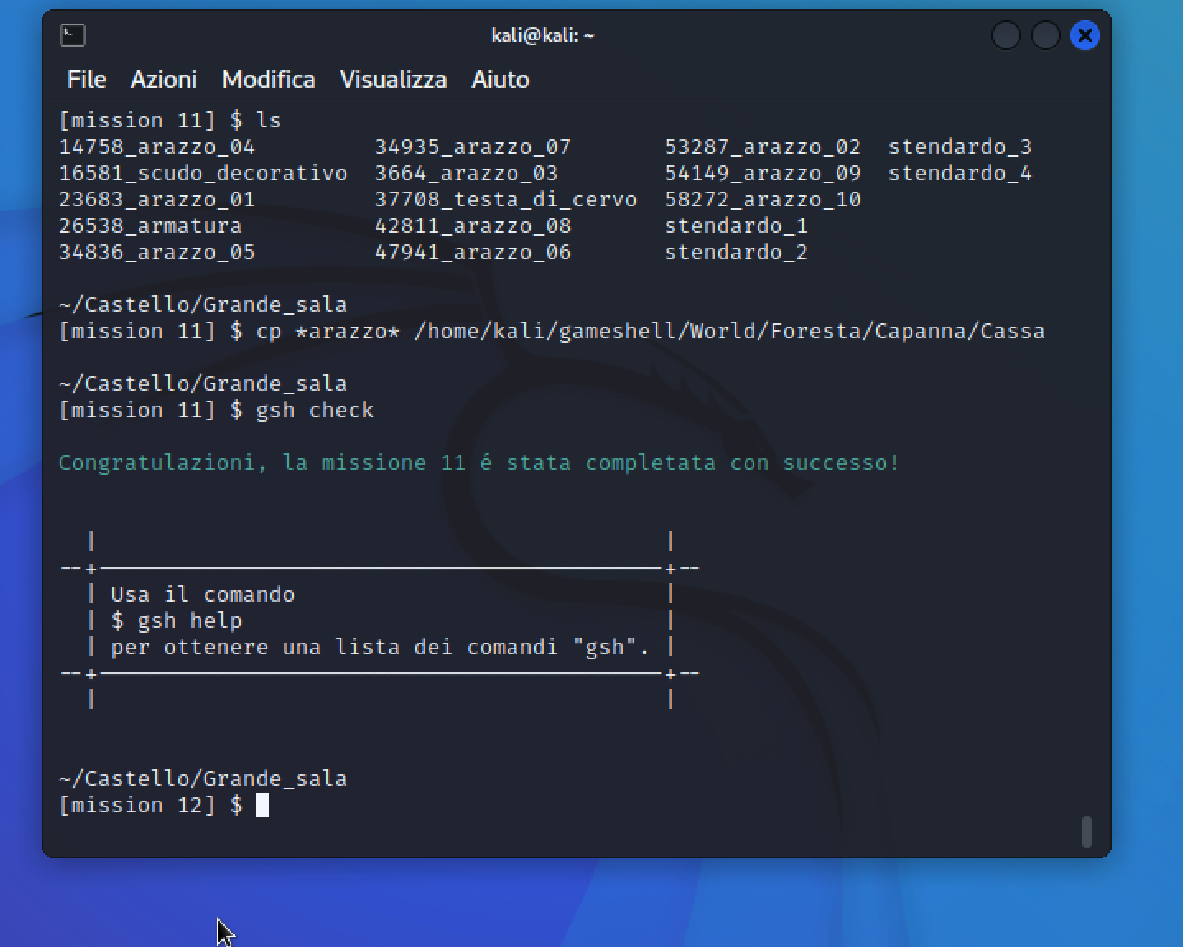 kali@kali: ~
File Azioni Modifica Visualizza Aiuto
[mission 11] $ ls
14758_arazzo_04 34935_arazzo_07 53287_arazzo_02 stendardo_3
16581_scudo_decorativo 3664_arazzo_03 54149_arazzo_09 stendardo_4
23683_arazzo_01 37708_testa_di_cervo 58272_arazzo_10
26538_armatura 42811_arazzo_08 stendardo_1
34836_arazzo_05 47941_arazzo_06 stendardo_2
~/Castello/Grande_sala
[mission 11] $ cp *arazzo* /home/kali/gameshell/World/Foresta/Capanna/Cassa
~/Castello/Grande_sala
[mission 11] $ gsh check
Congratulazioni, la missione 11 é stata completata con successo!
Usa il comando
$ gsh help
per ottenere una lista dei comandi "gsh".
~/Castello/Grande_sala
[mission 12] $